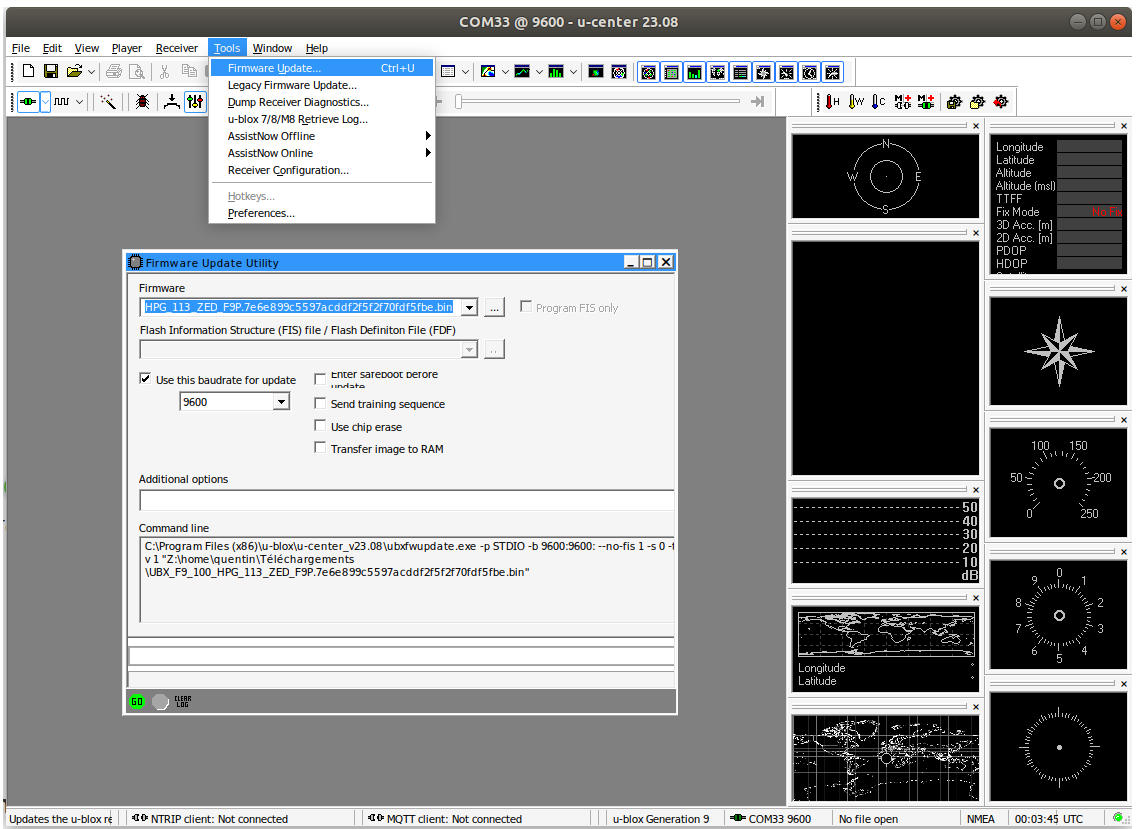 COM33 @ 9600 - u-center 23.08
File Edit View Player Receiver Tools Window Help
Firmware Update... Ctrl+U
Legacy Firmware Update...
Dump Receiver Diagnostics...
u-blox 7/8/M8 Retrieve Log...
AssistNow Offline
AssistNow Online
Receiver Configuration...
Hotkeys...
Preferences...
H W C
N
W E
S
Longitude
Latitude
Altitude
Altitude (msl)
TTFF
Fix Mode No Fix
3D Acc. [m]
2D Acc. [m]
PDOP
HDOP
Firmware Update Utility
Firmware
HPG_113_ZED_F9P.7e6e899c5597acddf2f5f2f70fdf5fbe.bin
... Program FIS only
Flash Information Structure (FIS) file / Flash Definiton File (FDF)
Use this baudrate for update
9600
Enter safeboot before
update
Send training sequence
Use chip erase
Transfer image to RAM
Additional options
Command line
C:\Program Files (x86)\u-blox\u-center_v23.08\ubxfwupdate.exe -p STDIO -b 9600:9600: --no-fis 1 -s 0 -t
v 1 "Z:\home\quentin\Téléchargements
\UBX_F9_100_HPG_113_ZED_F9P.7e6e899c5597acddf2f5f2f70fdf5fbe.bin"
GO CLEAR
LOG
50
40
30
20
10
dB
Longitude °
Latitude °
100 150
50 200
0 250
0
9 1
8 2
7 3
6 4
5
Updates the u-blox re
NTRIP client: Not connected
MQTT client: Not connected
u-blox Generation 9
COM33 9600
No file open
NMEA
00:03:45 UTC